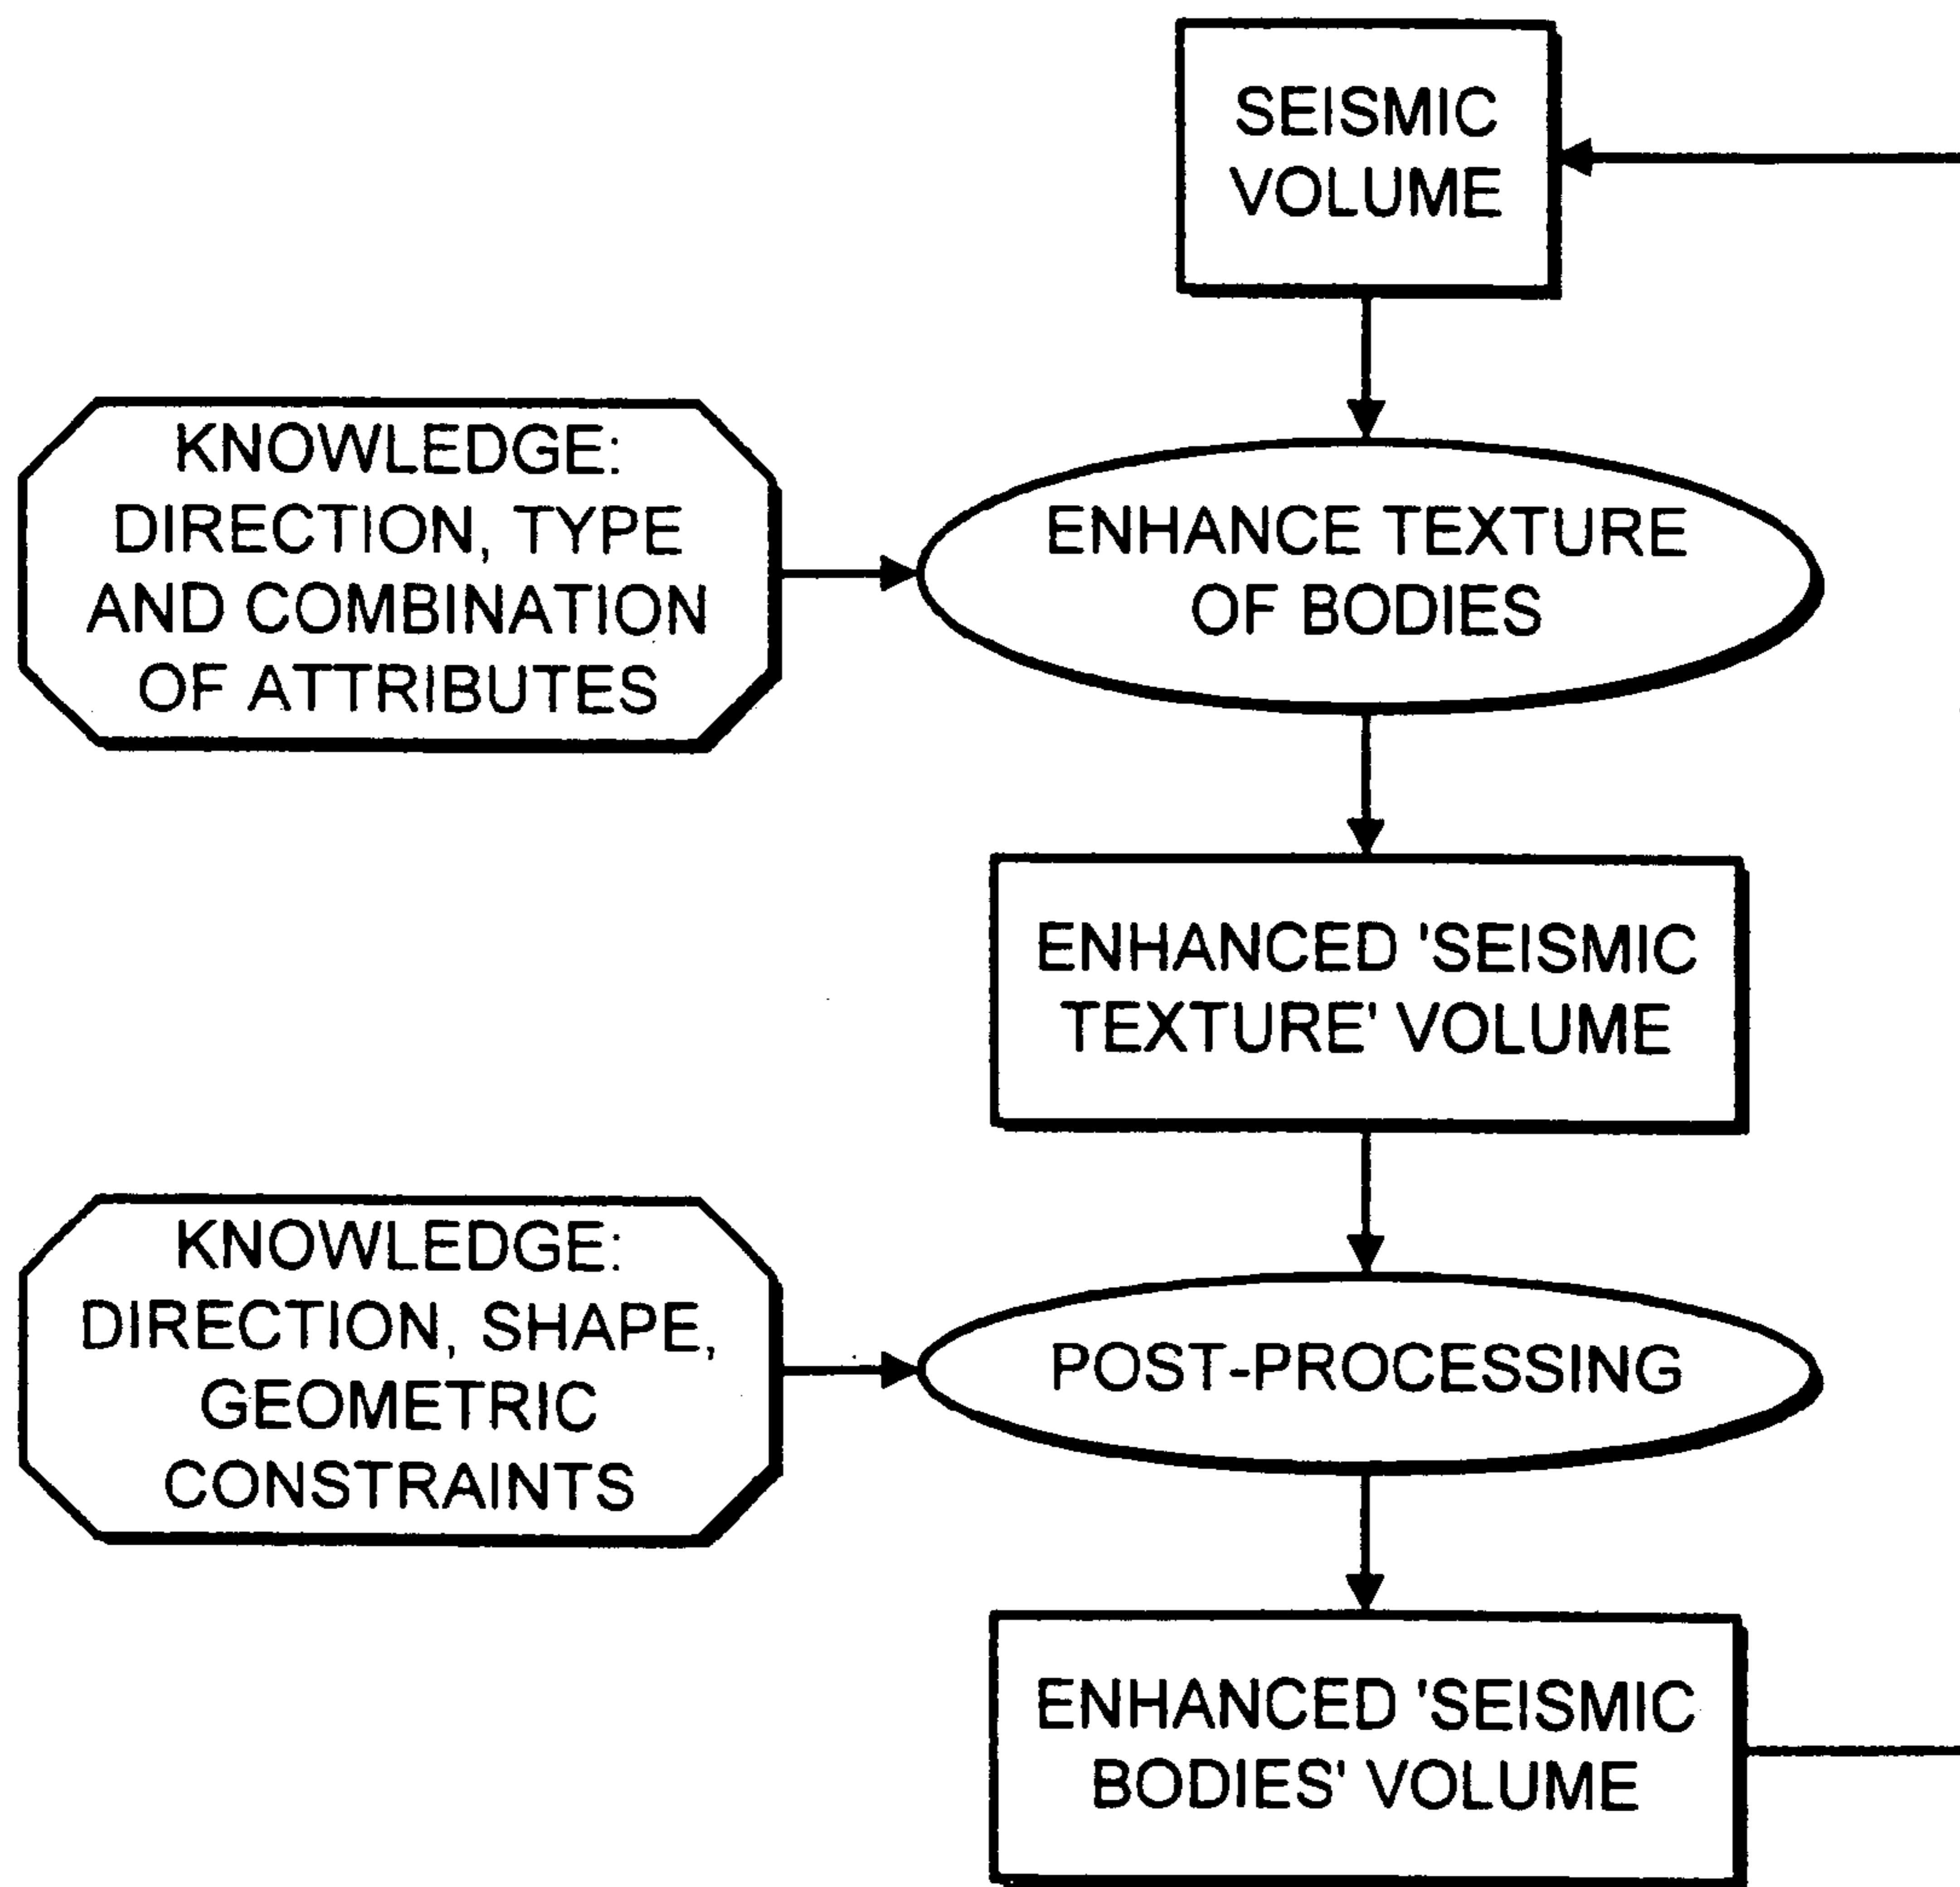 SEISMIC
VOLUME
KNOWLEDGE:
DIRECTION, TYPE
AND COMBINATION
OF ATTRIBUTES
ENHANCE TEXTURE
OF BODIES
ENHANCED 'SEISMIC
TEXTURE' VOLUME
KNOWLEDGE:
DIRECTION, SHAPE,
GEOMETRIC
CONSTRAINTS
POST-PROCESSING
ENHANCED 'SEISMIC
BODIES' VOLUME